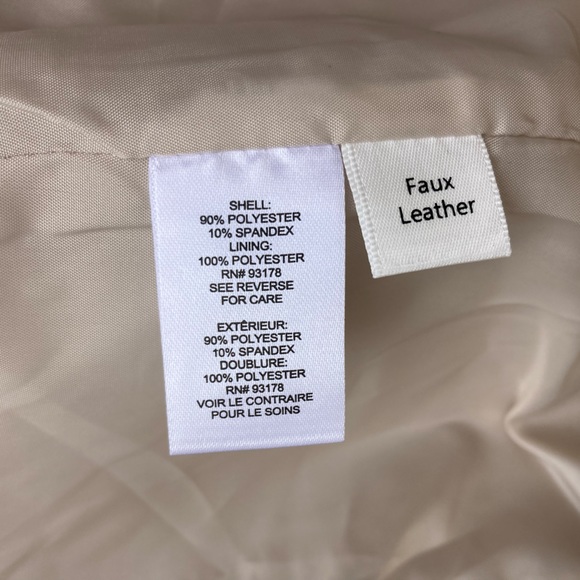 SHELL:
90% POLYESTER
10% SPANDEX
LINING:
100% POLYESTER
RN# 93178
SEE REVERSE
FOR CARE
EXTÊRIEUR:
90% POLYESTER
10% SPANDEX
DOUBLURE:
100% POLYESTER
RN# 93178
VOIR LE CONTRAIRE
POUR LE SOINS
Faux
Leather